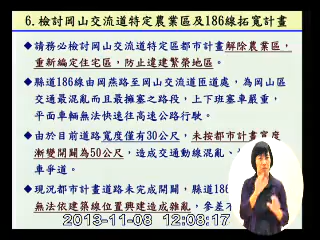 6.檢討岡山交流道特定農業區及186線拓寬計畫
◆請務必檢討岡山交流道特定區都市計畫解除農業區，
重新編定住宅區，防止違建繁榮地區。
◆縣道186線由岡燕路至岡山交流道匝道處，為岡山區
交通最混亂而且最擁塞之路段，上下班塞車嚴重，
平面車輛無法快速往高速公路行駛。
◆由於目前道路寬度僅有30公尺，未按都市計畫寬度
漸變開闢為50公尺，造成交通動線混亂、
車爭道。
◆現況都市計畫道路未完成開闢，縣道186
無法依建築線位置興建造成雜亂，參差不
2013-11-08 12:08:17